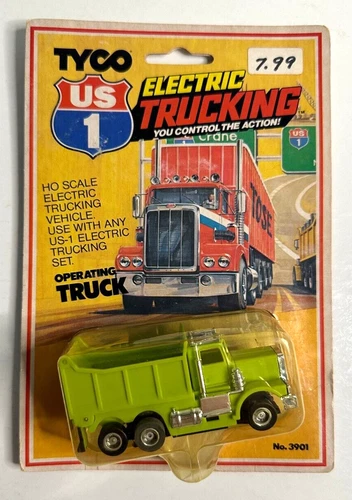 TYCO
7.99
US
1
ELECTRIC
TRUCKING
YOU CONTROL THE ACTION!
Crane
US
1
HO SCALE
ELECTRIC
TRUCKING
VEHICLE.
USE WITH ANY
US-1 ELECTRIC
TRUCKING
SET.
OPERATING
TRUCK
No. 3901